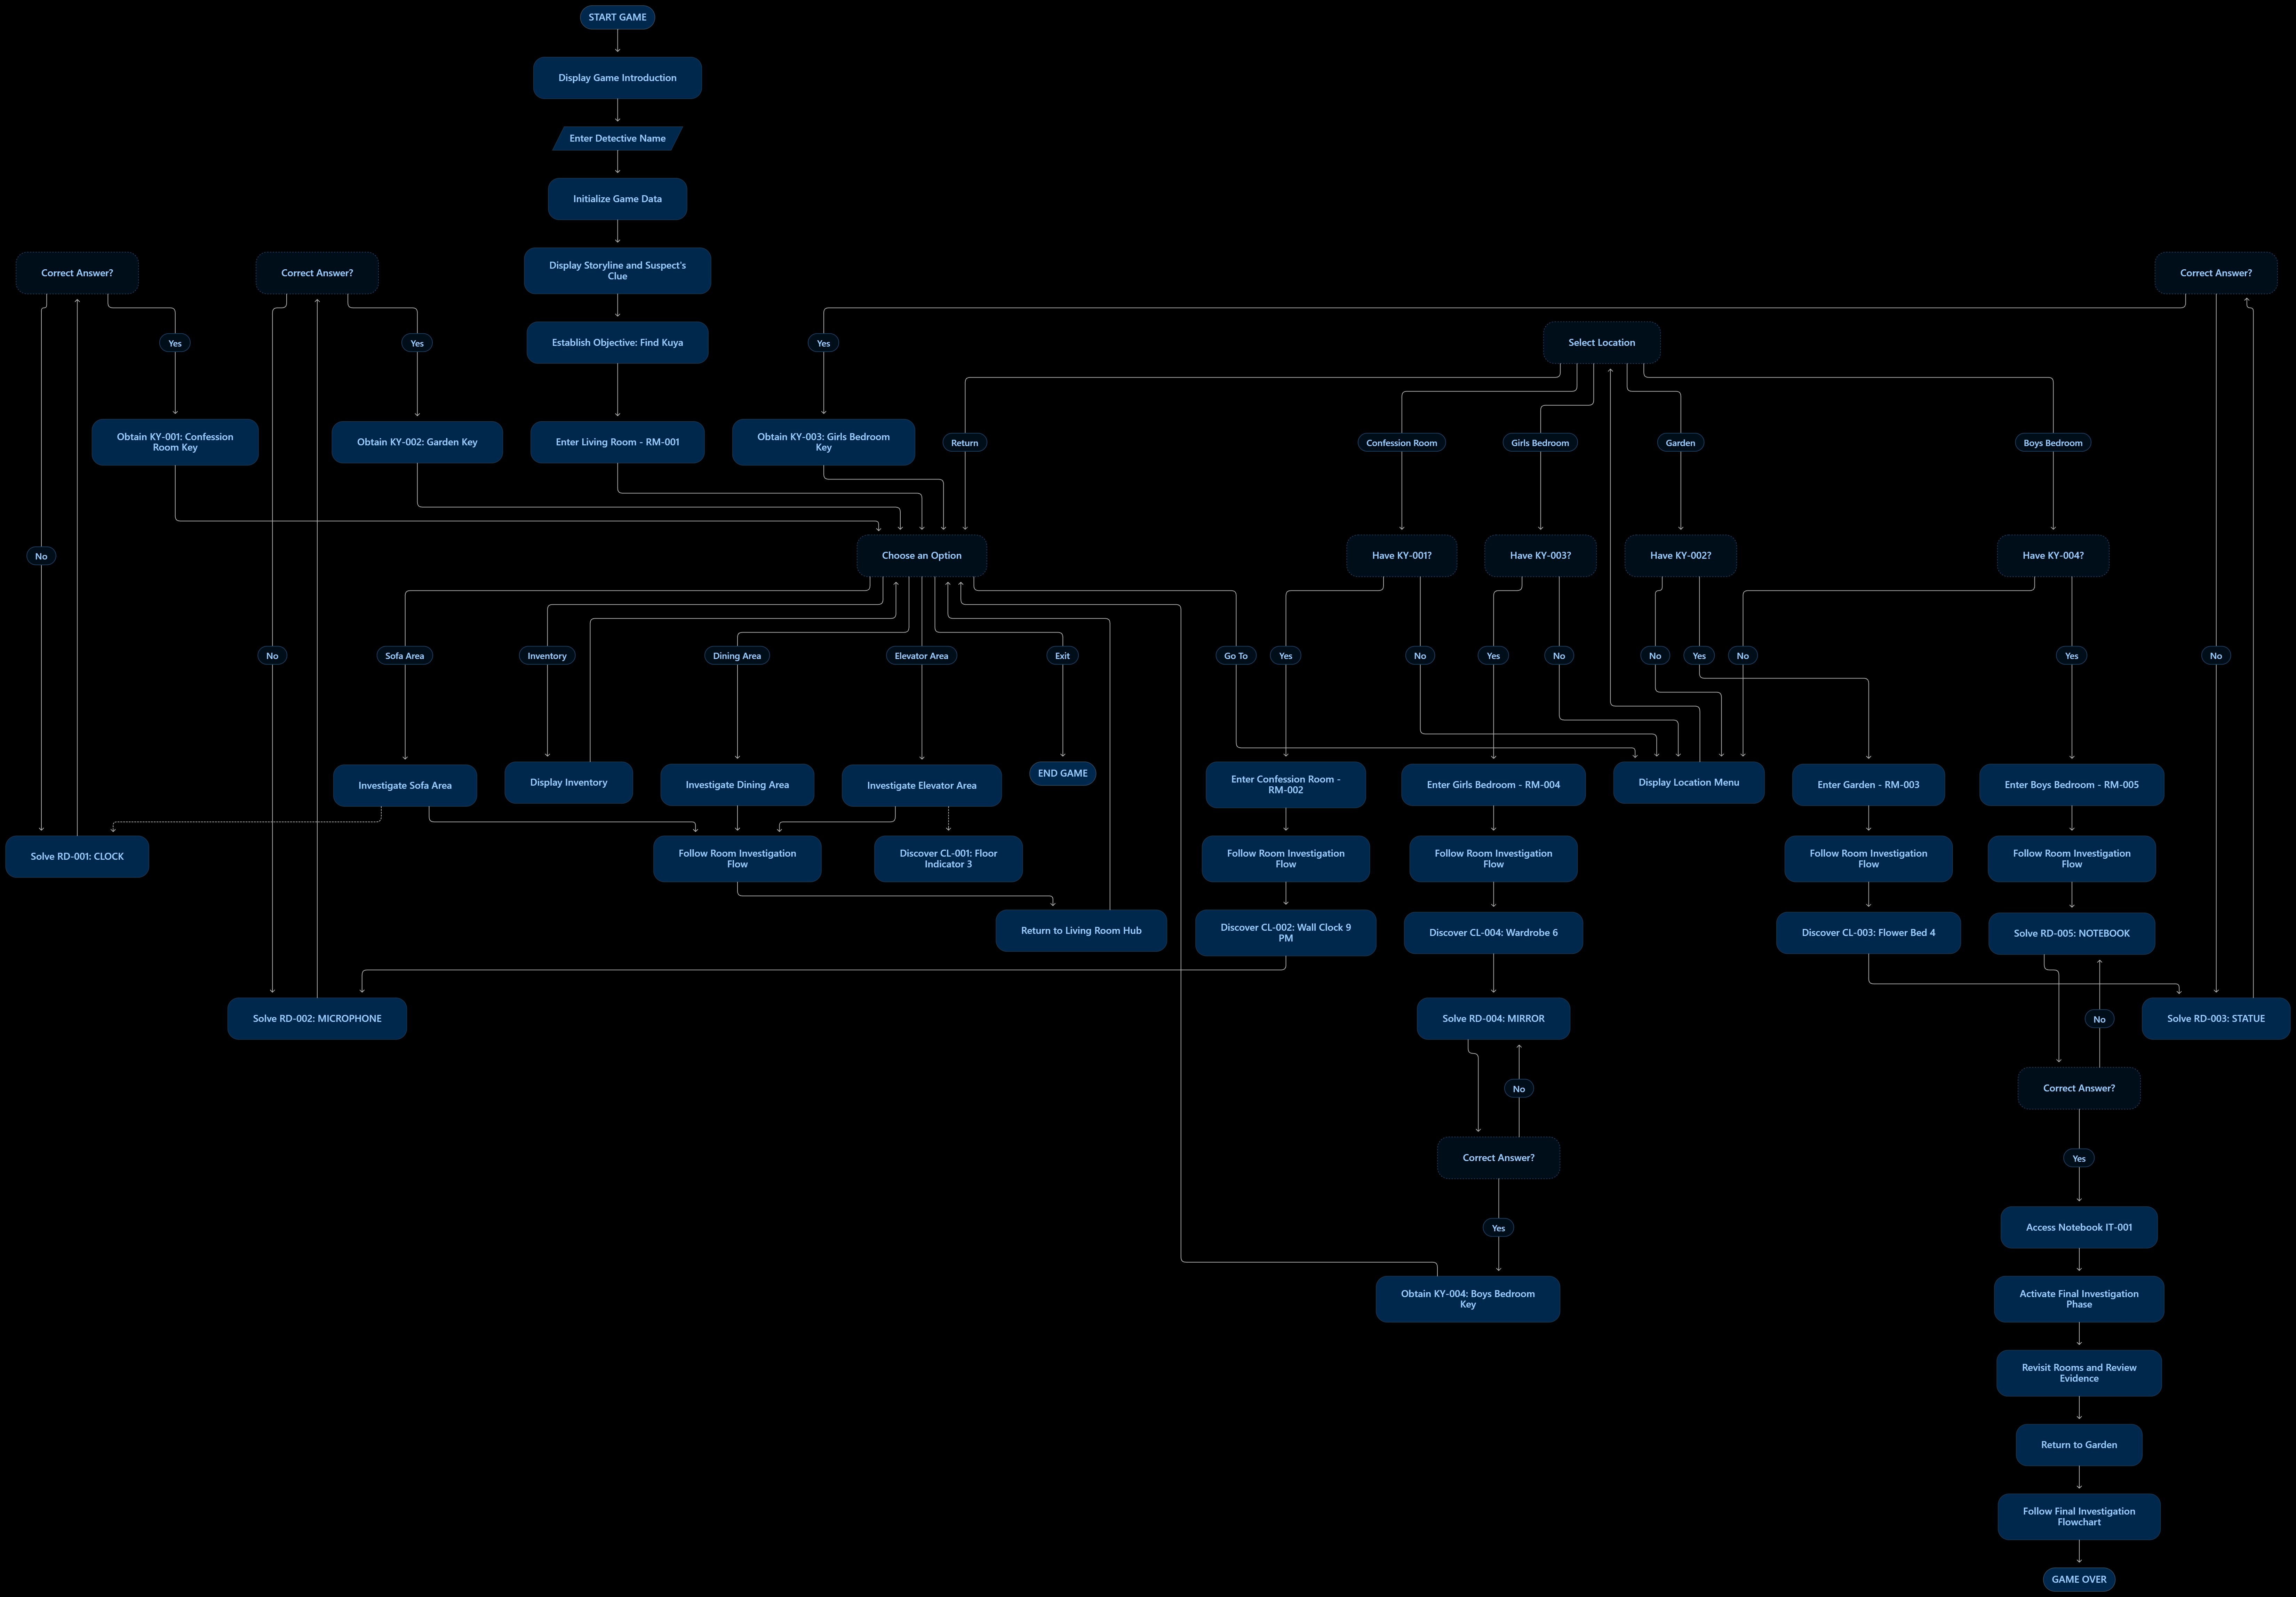 START GAME
Display Game Introduction
Enter Detective Name
Initialize Game Data
Correct Answer?
Correct Answer?
Display Storyline and Suspect's
Clue
Correct Answer?
Yes
Yes
Establish Objective: Find Kuya
Yes
Select Location
Obtain KY-001: Confession
Room Key
Obtain KY-002: Garden Key
Enter Living Room - RM-001
Obtain KY-003: Girls Bedroom
Key
Return
Confession Room
Girls Bedroom
Garden
Boys Bedroom
No
Choose an Option
Have KY-001?
Have KY-003?
Have KY-002?
Have KY-004?
No
Sofa Area
Inventory
Dining Area
Elevator Area
Exit
Go To
Yes
No
Yes
No
No
Yes
No
Yes
No
Investigate Sofa Area
Display Inventory
Investigate Dining Area
Investigate Elevator Area
END GAME
Enter Confession Room -
RM-002
Enter Girls Bedroom - RM-004
Display Location Menu
Enter Garden - RM-003
Enter Boys Bedroom - RM-005
Solve RD-001: CLOCK
Follow Room Investigation
Flow
Discover CL-001: Floor
Indicator 3
Follow Room Investigation
Flow
Follow Room Investigation
Flow
Follow Room Investigation
Flow
Follow Room Investigation
Flow
Return to Living Room Hub
Discover CL-002: Wall Clock 9
PM
Discover CL-004: Wardrobe 6
Discover CL-003: Flower Bed 4
Solve RD-005: NOTEBOOK
Solve RD-002: MICROPHONE
Solve RD-004: MIRROR
No
Solve RD-003: STATUE
No
Correct Answer?
Correct Answer?
Yes
Yes
Access Notebook IT-001
Obtain KY-004: Boys Bedroom
Key
Activate Final Investigation
Phase
Revisit Rooms and Review
Evidence
Return to Garden
Follow Final Investigation
Flowchart
GAME OVER